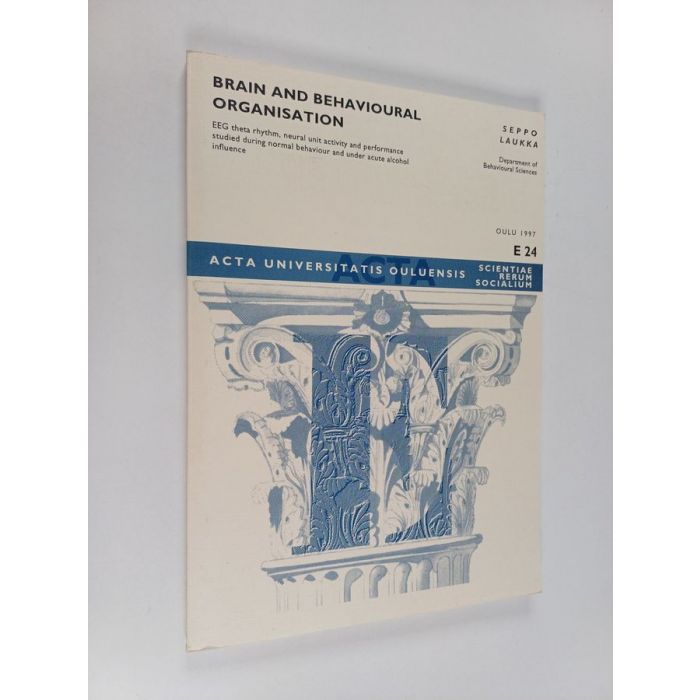 BRAIN AND BEHAVIOURAL
ORGANISATION
EEG theta rhythm, neural unit activity and performance
studied during normal behaviour and under acute alcohol
influence
SEPPO
LAUKKA
Department of
Behavioural Sciences
OULU 1997
E 24
ACTA
ACTA UNIVERSITATIS OULUENSIS
SCIENTIAE
RERUM
SOCIALIUM